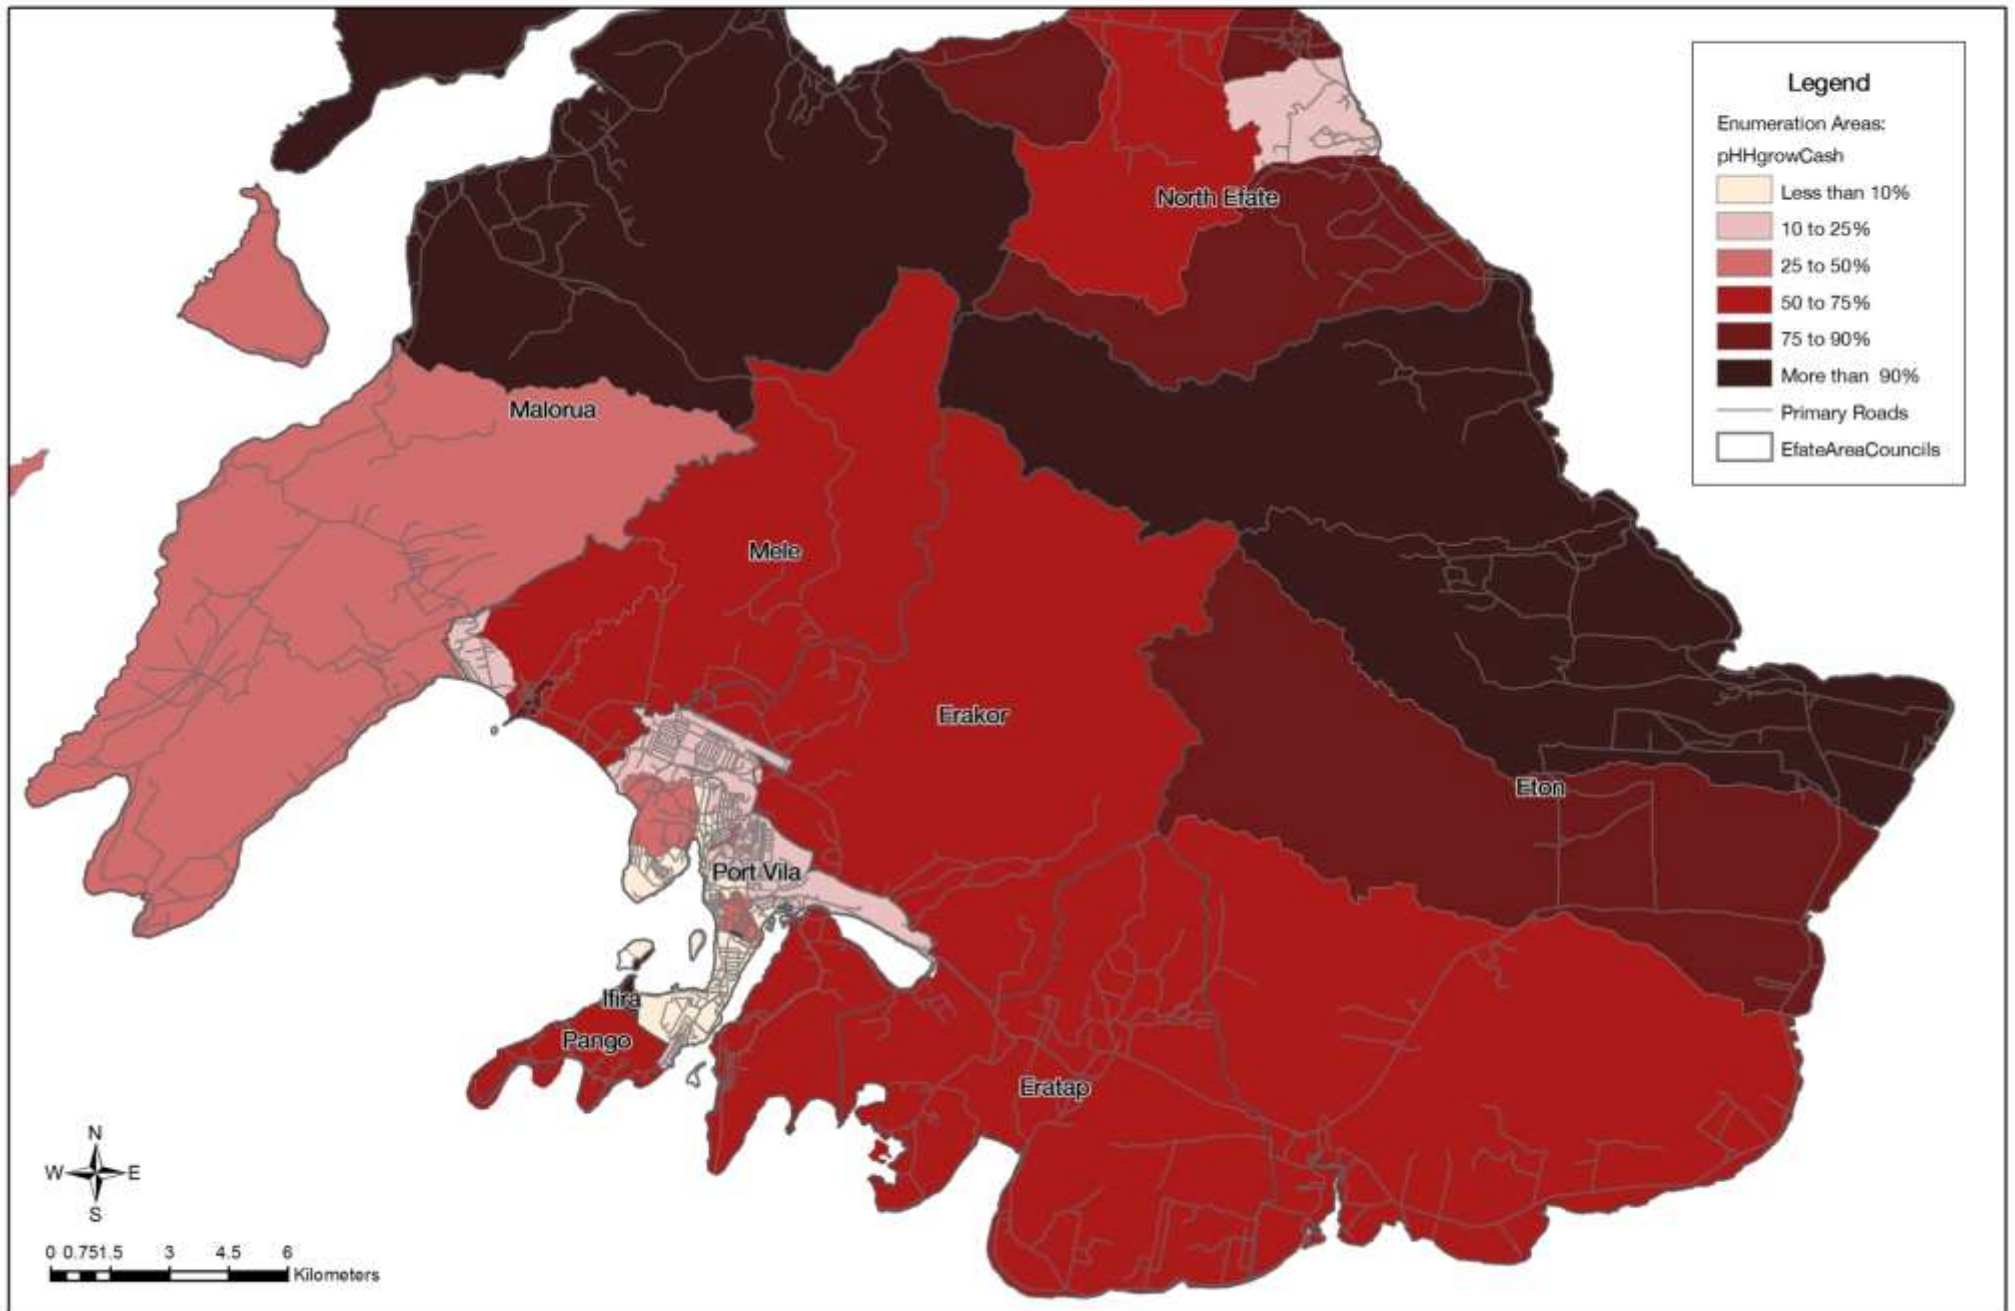 Legend
Enumeration Areas:
pHHgrowCash
Less than 10%
10 to 25%
25 to 50%
50 to 75%
75 to 90%
More than 90%
Primary Roads
EfateAreaCouncils
North Efate
Malorua
Mele
Erakor
Eton
Port Vila
Ifira
Pango
Eratap
N
W E
S
0 0.751.5 3 4.5 6
Kilometers